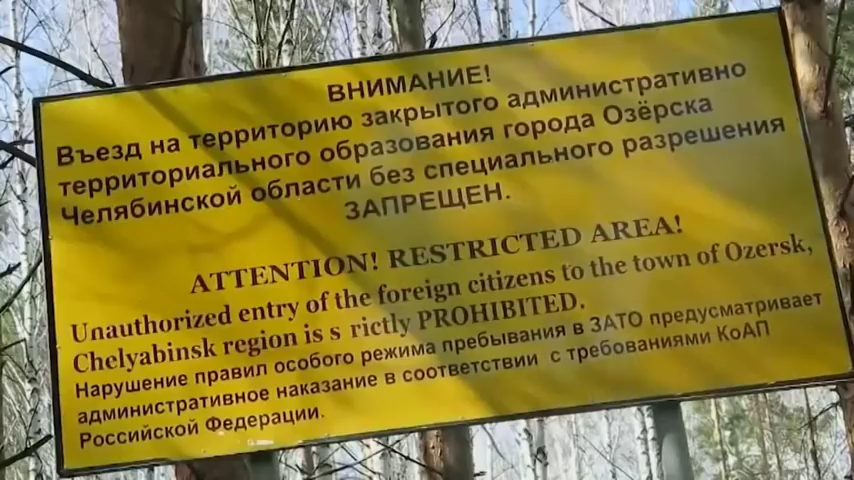 ВНИМАНИЕ!
Въезд на территорию закрытого административно
территориального образования города Озёрска
Челябинской области без специального разрешения
ЗАПРЕЩЕН.
ATTENTION! RESTRICTED AREA!
Unauthorized entry of the foreign citizens to the town of Ozersk,
Chelyabinsk region is s rictly PROHIBITED.
Нарушение правил особого режима пребывания в ЗАТО предусматривает
административное наказание в соответствии с требованиями КоАП
Российской Федерации.